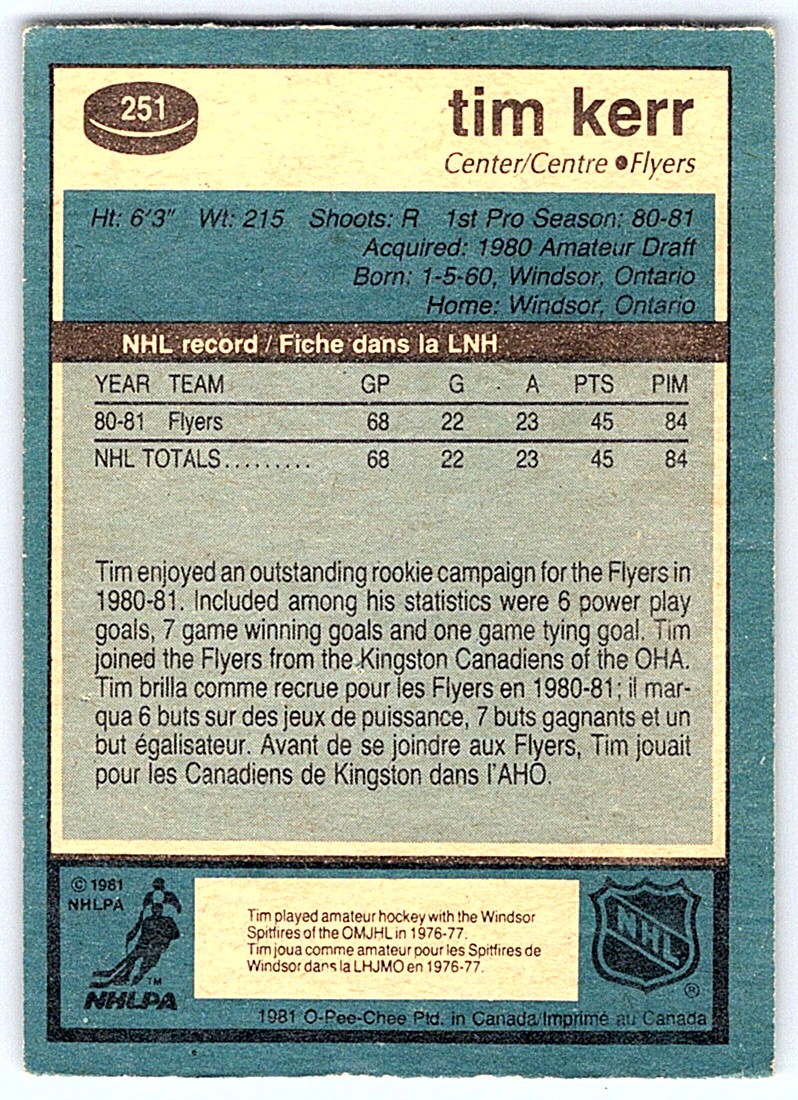 251
tim kerr
Center/Centre ●Flyers
Ht: 6'3" Wt: 215 Shoots: R 1st Pro Season: 80-81
Acquired: 1980 Amateur Draft
Born: 1-5-60, Windsor, Ontario
Home: Windsor, Ontario
NHL record / Fiche dans la LNH
YEAR TEAM GP G A PTS PIM
80-81 Flyers 68 22 23 45 84
NHL TOTALS......... 68 22 23 45 84
Tim enjoyed an outstanding rookie campaign for the Flyers in
1980-81. Included among his statistics were 6 power play
goals, 7 game winning goals and one game tying goal. Tim
joined the Flyers from the Kingston Canadiens of the OHA.
Tim brilla comme recrue pour les Flyers en 1980-81; il mar-
qua 6 buts sur des jeux de puissance, 7 buts gagnants et un
but égalisateur. Avant de se joindre aux Flyers, Tim jouait
pour les Canadiens de Kingston dans l'AHO.
© 1981
NHLPA
TM
NHLPA
Tim played amateur hockey with the Windsor
Spitfires of the OMJHL in 1976-77.
Tim joua comme amateur pour les Spitfires de
Windsor dans la LHJMO en 1976-77.
NHL
®
1981 O-Pee-Chee Ptd. in Canada/Imprimé au Canada